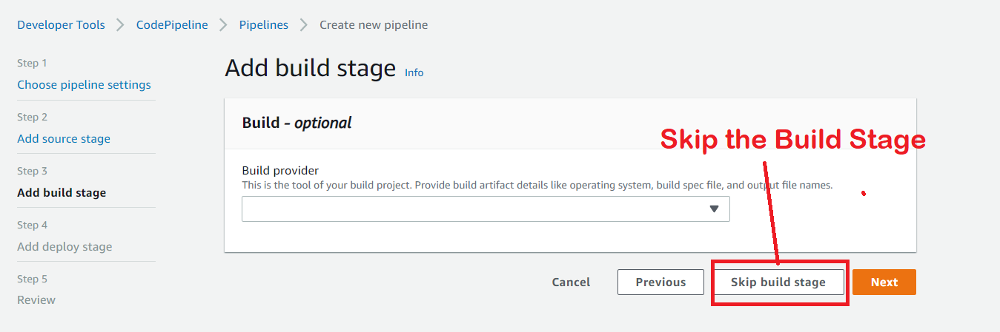 Developer Tools > CodePipeline > Pipelines > Create new pipeline
Step 1
Choose pipeline settings
Step 2
Add source stage
Step 3
Add build stage
Step 4
Add deploy stage
Step 5
Review
Add build stage Info
Build - optional
Skip the Build Stage
Build provider
This is the tool of your build project. Provide build artifact details like operating system, build spec file, and output file names.
Cancel Previous Skip build stage Next